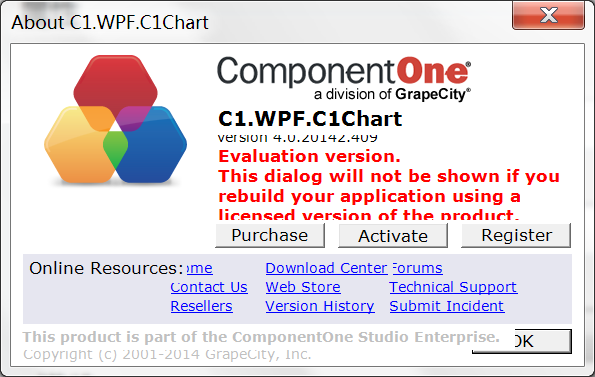 About C1.WPF.C1Chart
ComponentOne®
a division of GrapeCity®
C1.WPF.C1Chart
version 4.0.20142.409
Evaluation version.
This dialog will not be shown if you
rebuild your application using a
licensed version of the product.
Purchase Activate Register
Online Resources: ome Download Center Forums
Contact Us Web Store Technical Support
Resellers Version History Submit Incident
This product is part of the ComponentOne Studio Enterprise. OK
Copyright (c) 2001-2014 GrapeCity, Inc.